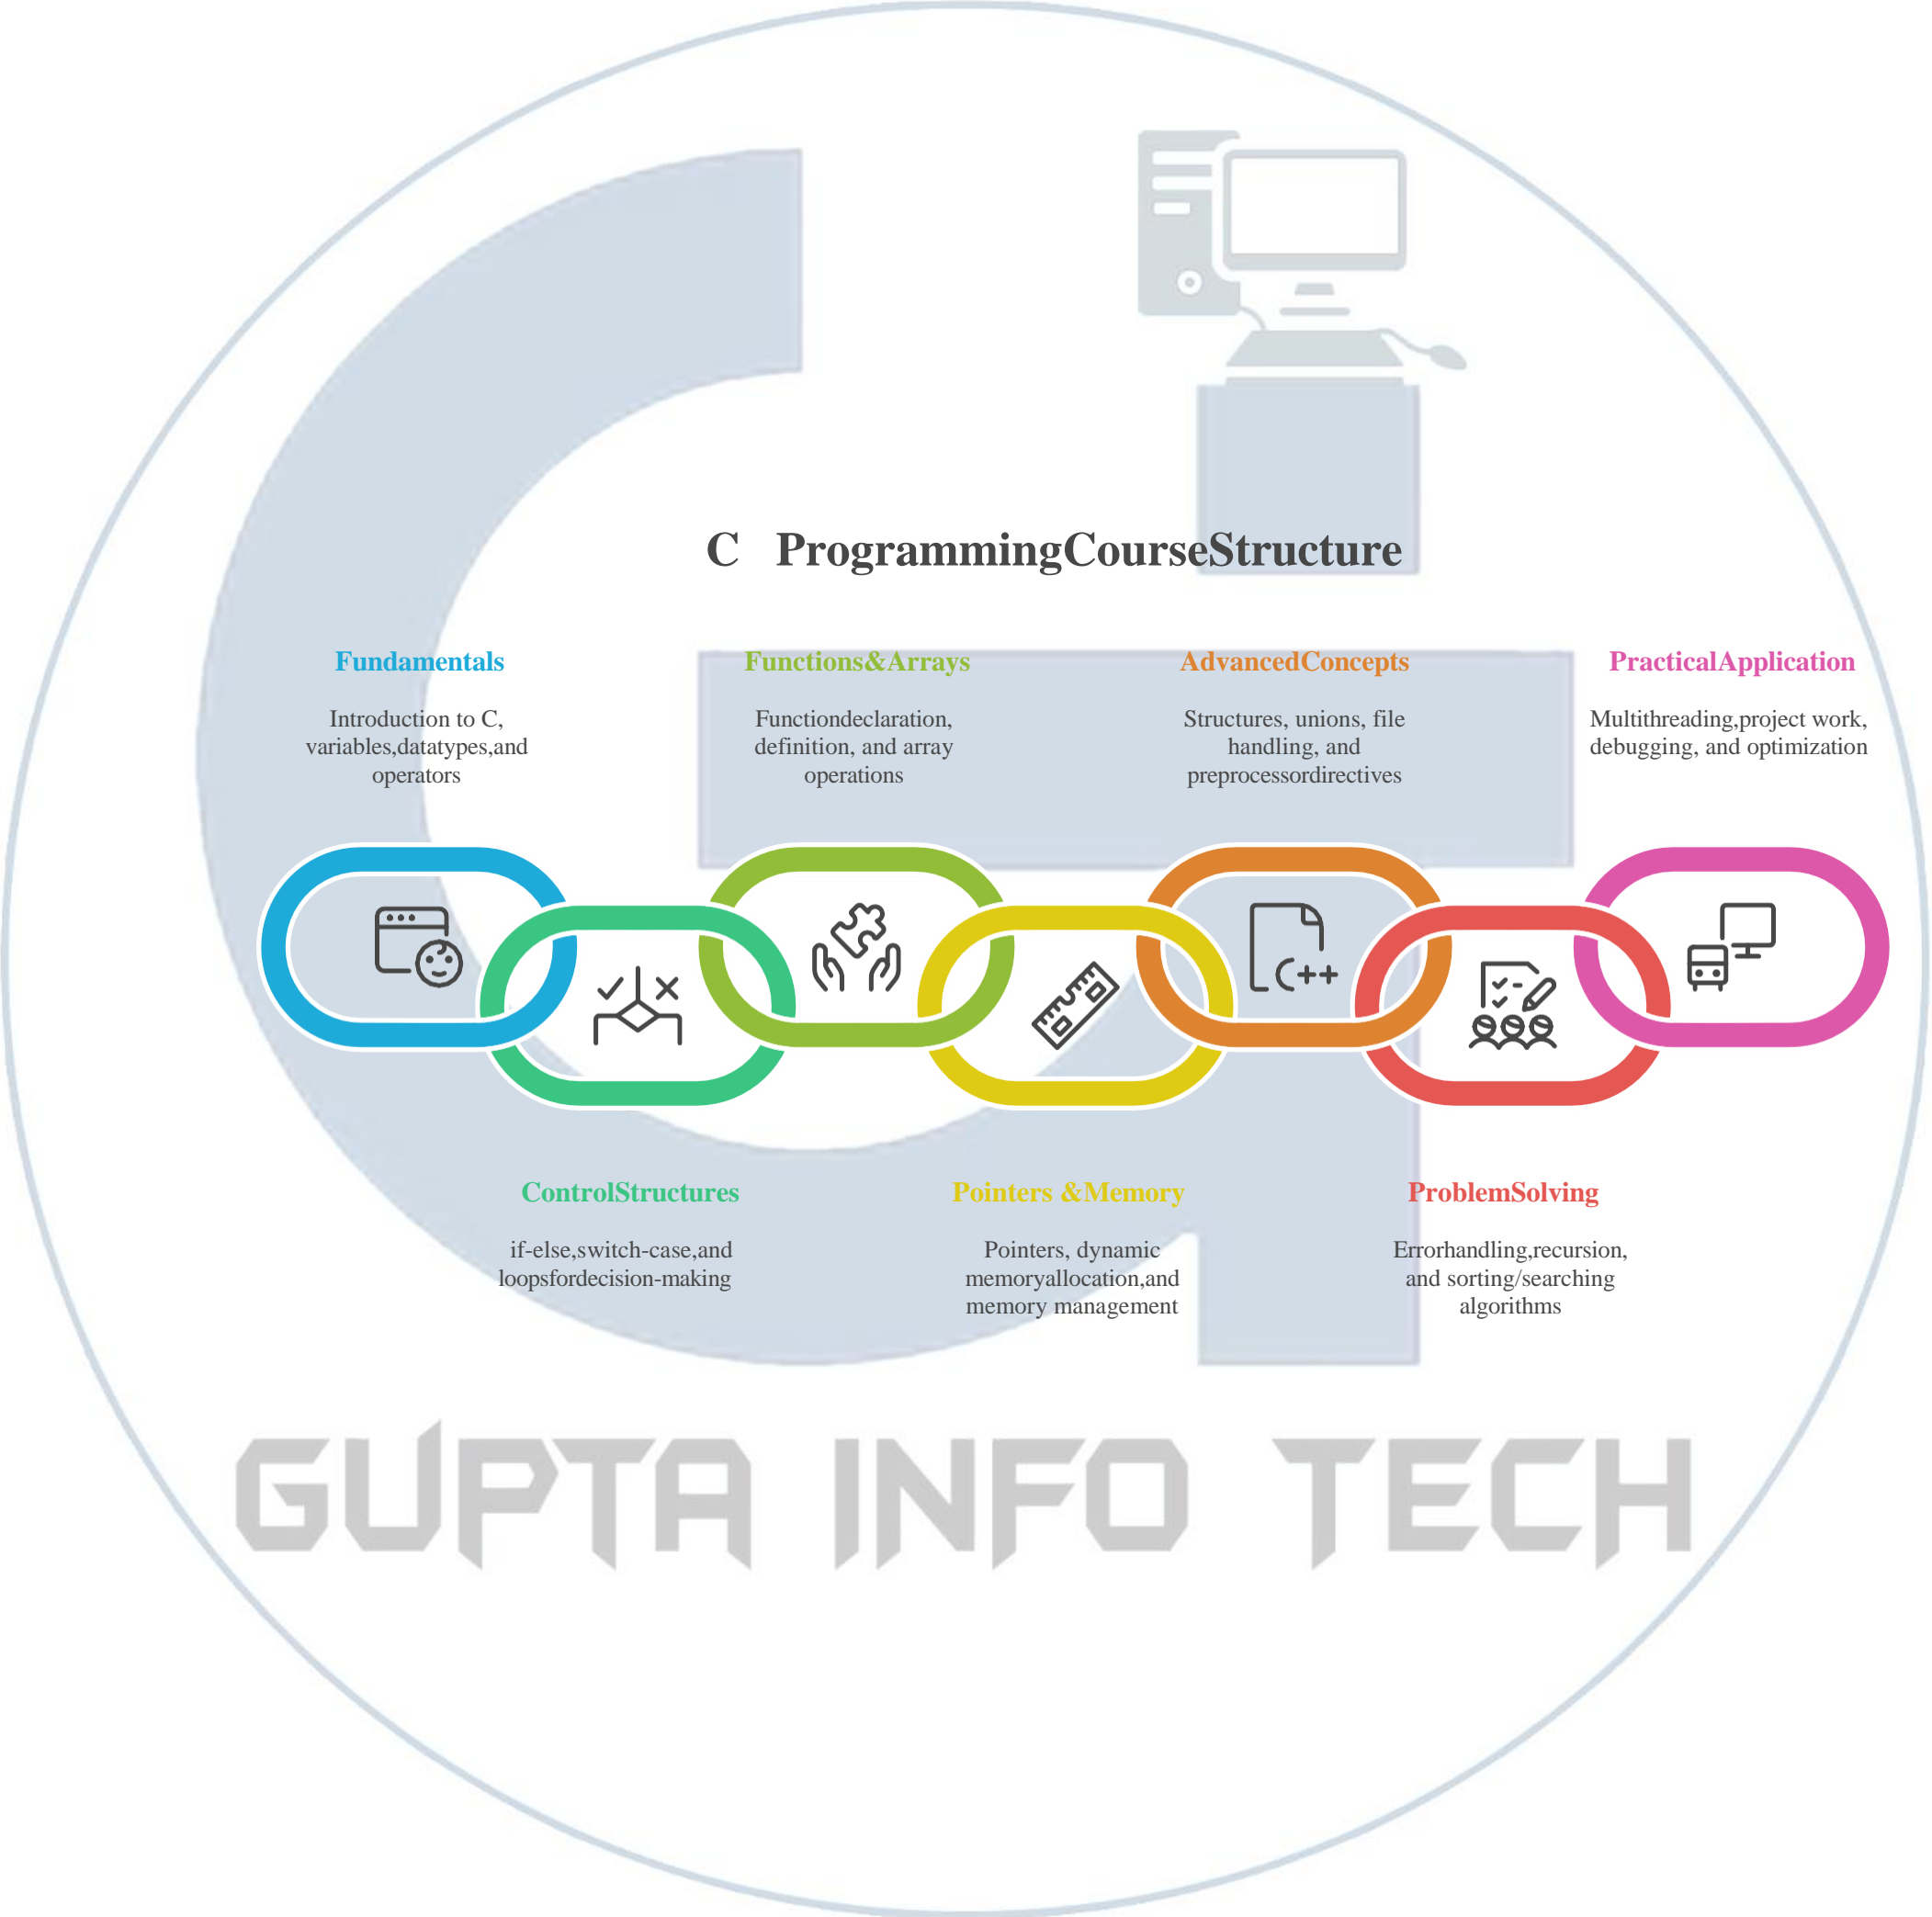 C ProgrammingCourseStructure
Fundamentals
Introduction to C,
variables,datatypes,and
operators
Functions&Arrays
Functiondeclaration,
definition, and array
operations
AdvancedConcepts
Structures, unions, file
handling, and
preprocessordirectives
PracticalApplication
Multithreading,project work,
debugging, and optimization
C++
ControlStructures
if-else,switch-case,and
loopsfordecision-making
Pointers &Memory
Pointers, dynamic
memoryallocation,and
memory management
ProblemSolving
Errorhandling,recursion,
and sorting/searching
algorithms
GUPTA INFO TECH